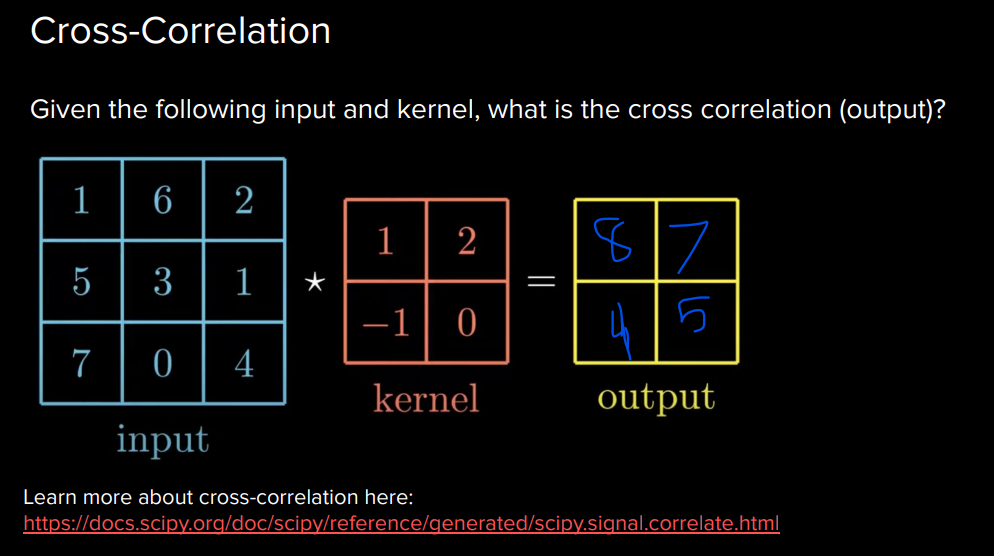 Cross-Correlation
Given the following input and kernel, what is the cross correlation (output)?
1 6 2
5 3 1
7 0 4
input
⋆
1 2
−1 0
kernel
=
8 7
4 5
output
Learn more about cross-correlation here:
https://docs.scipy.org/doc/scipy/reference/generated/scipy.signal.correlate.html